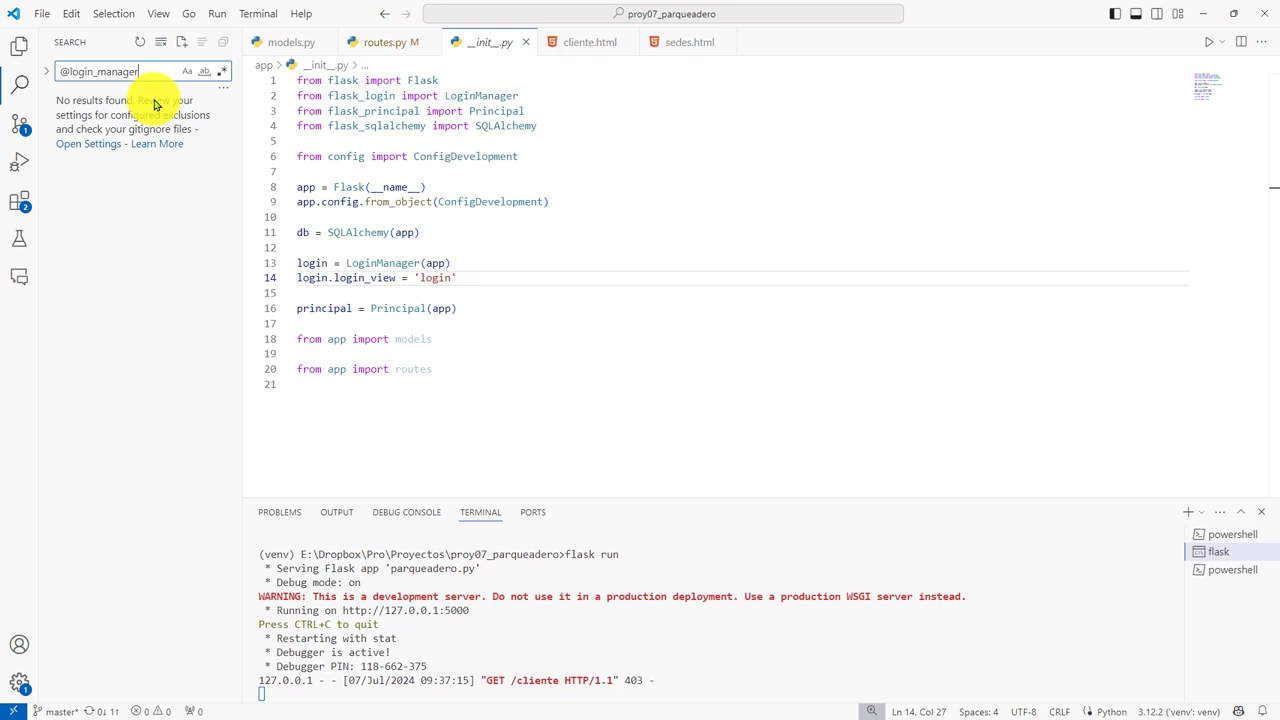 File Edit Selection View Go Run Terminal Help
proy07_parqueadero
SEARCH
@login_manager
Aa ab .*
No results found. Review your
settings for configured exclusions
and check your gitignore files -
Open Settings - Learn More
models.py
routes.py M
__init__.py
cliente.html
sedes.html
app > __init__.py > ...
1 from flask import Flask
2 from flask_login import LoginManager
3 from flask_principal import Principal
4 from flask_sqlalchemy import SQLAlchemy
5
6 from config import ConfigDevelopment
7
8 app = Flask(__name__)
9 app.config.from_object(ConfigDevelopment)
10
11 db = SQLAlchemy(app)
12
13 login = LoginManager(app)
14 login.login_view = 'login'
15
16 principal = Principal(app)
17
18 from app import models
19
20 from app import routes
21
PROBLEMS OUTPUT DEBUG CONSOLE TERMINAL PORTS
(venv) E:\Dropbox\Pro\Proyectos\proy07_parqueadero>flask run
* Serving Flask app 'parqueadero.py'
* Debug mode: on
WARNING: This is a development server. Do not use it in a production deployment. Use a production WSGI server instead.
* Running on http://127.0.0.1:5000
Press CTRL+C to quit
* Restarting with stat
* Debugger is active!
* Debugger PIN: 118-662-375
127.0.0.1 - - [07/Jul/2024 09:37:15] "GET /cliente HTTP/1.1" 403 -
powershell
flask
powershell
1
2
1
master* 0↓ 1↑ 0 0 0
Ln 14, Col 27 Spaces: 4 UTF-8 CRLF Python 3.12.2 ('venv': venv)